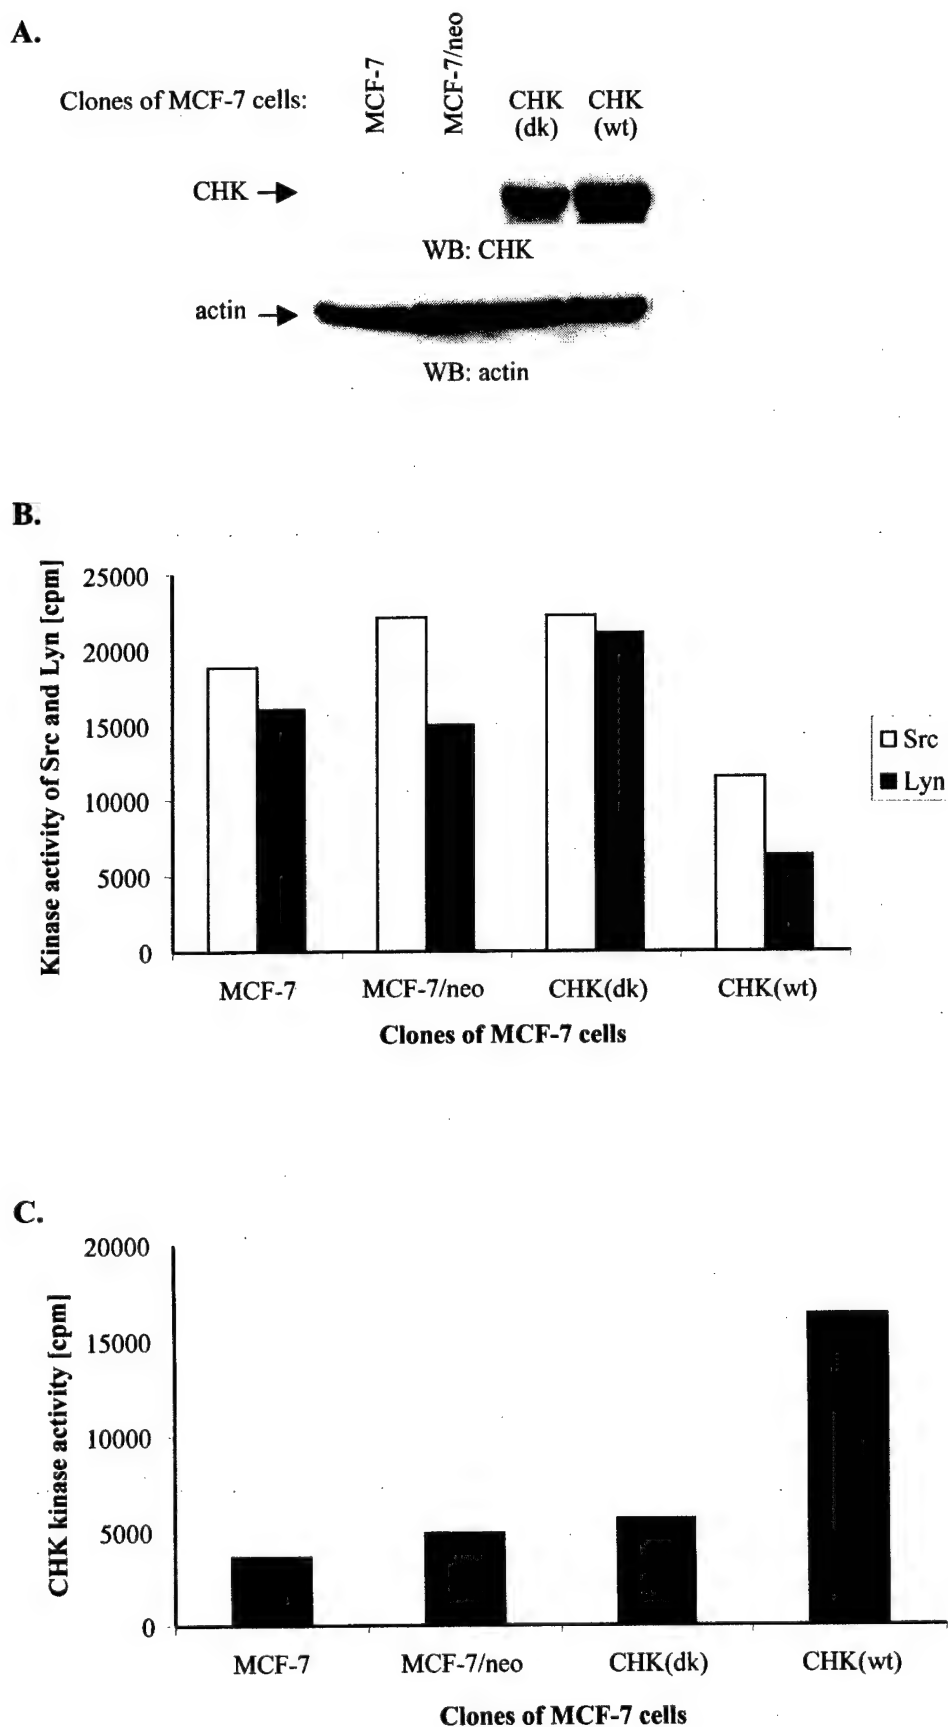 A.
Clones of MCF-7 cells:
MCF-7
MCF-7/neo
CHK
(dk)
CHK
(wt)
CHK
WB: CHK
actin
WB: actin
B.
Kinase activity of Src and Lyn [cpm]
25000
20000
15000
10000
5000
0
Src
Lyn
MCF-7
MCF-7/neo
CHK(dk)
CHK(wt)
Clones of MCF-7 cells
C.
CHK kinase activity [cpm]
20000
15000
10000
5000
0
MCF-7
MCF-7/neo
CHK(dk)
CHK(wt)
Clones of MCF-7 cells